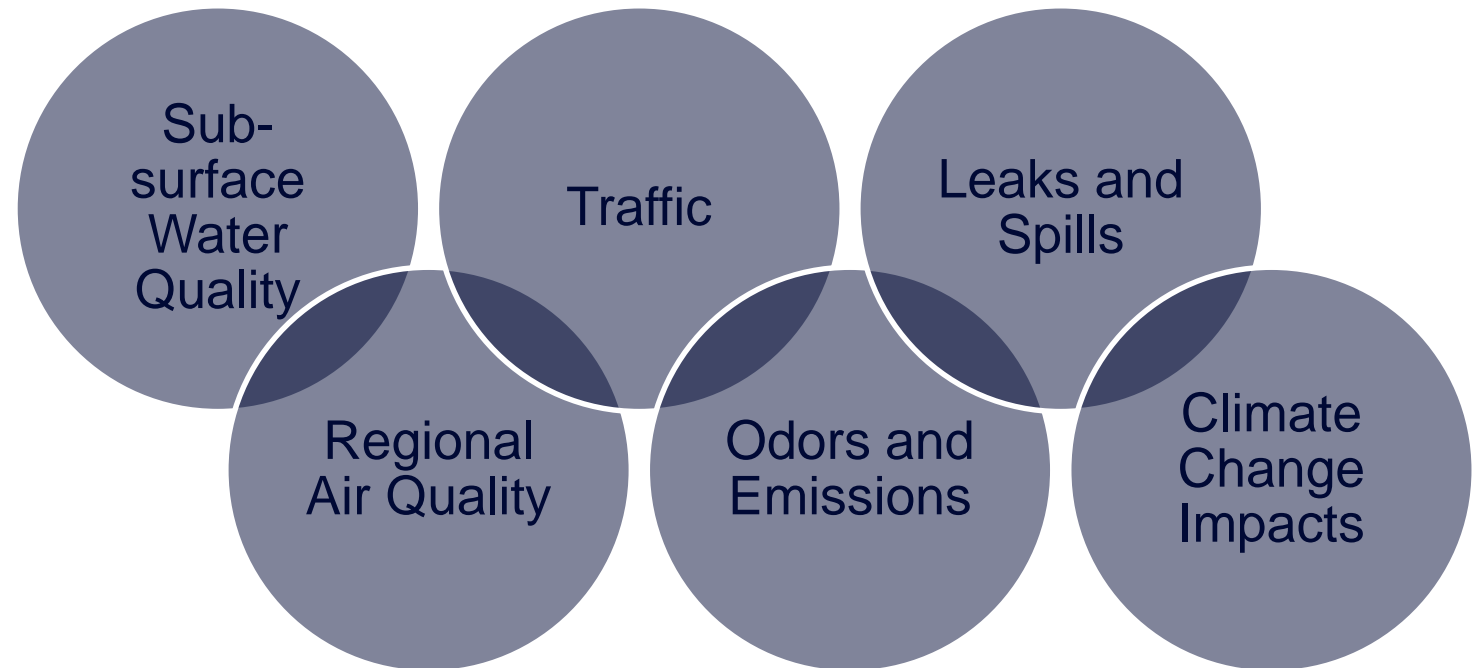 Sub-
surface
Water
Quality
Traffic
Leaks and
Spills
Regional
Air Quality
Odors and
Emissions
Climate
Change
Impacts